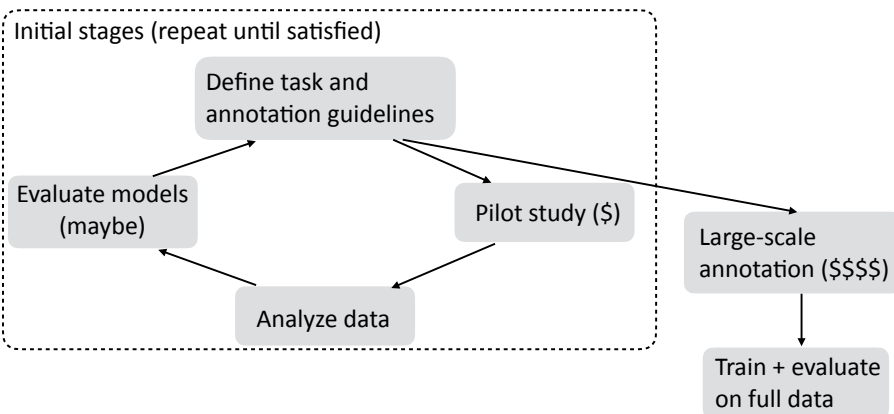 Initial stages (repeat until satisfied)
Define task and
annotation guidelines
Evaluate models
(maybe)
Pilot study ($)
Analyze data
Large-scale
annotation ($$$$)
Train + evaluate
on full data